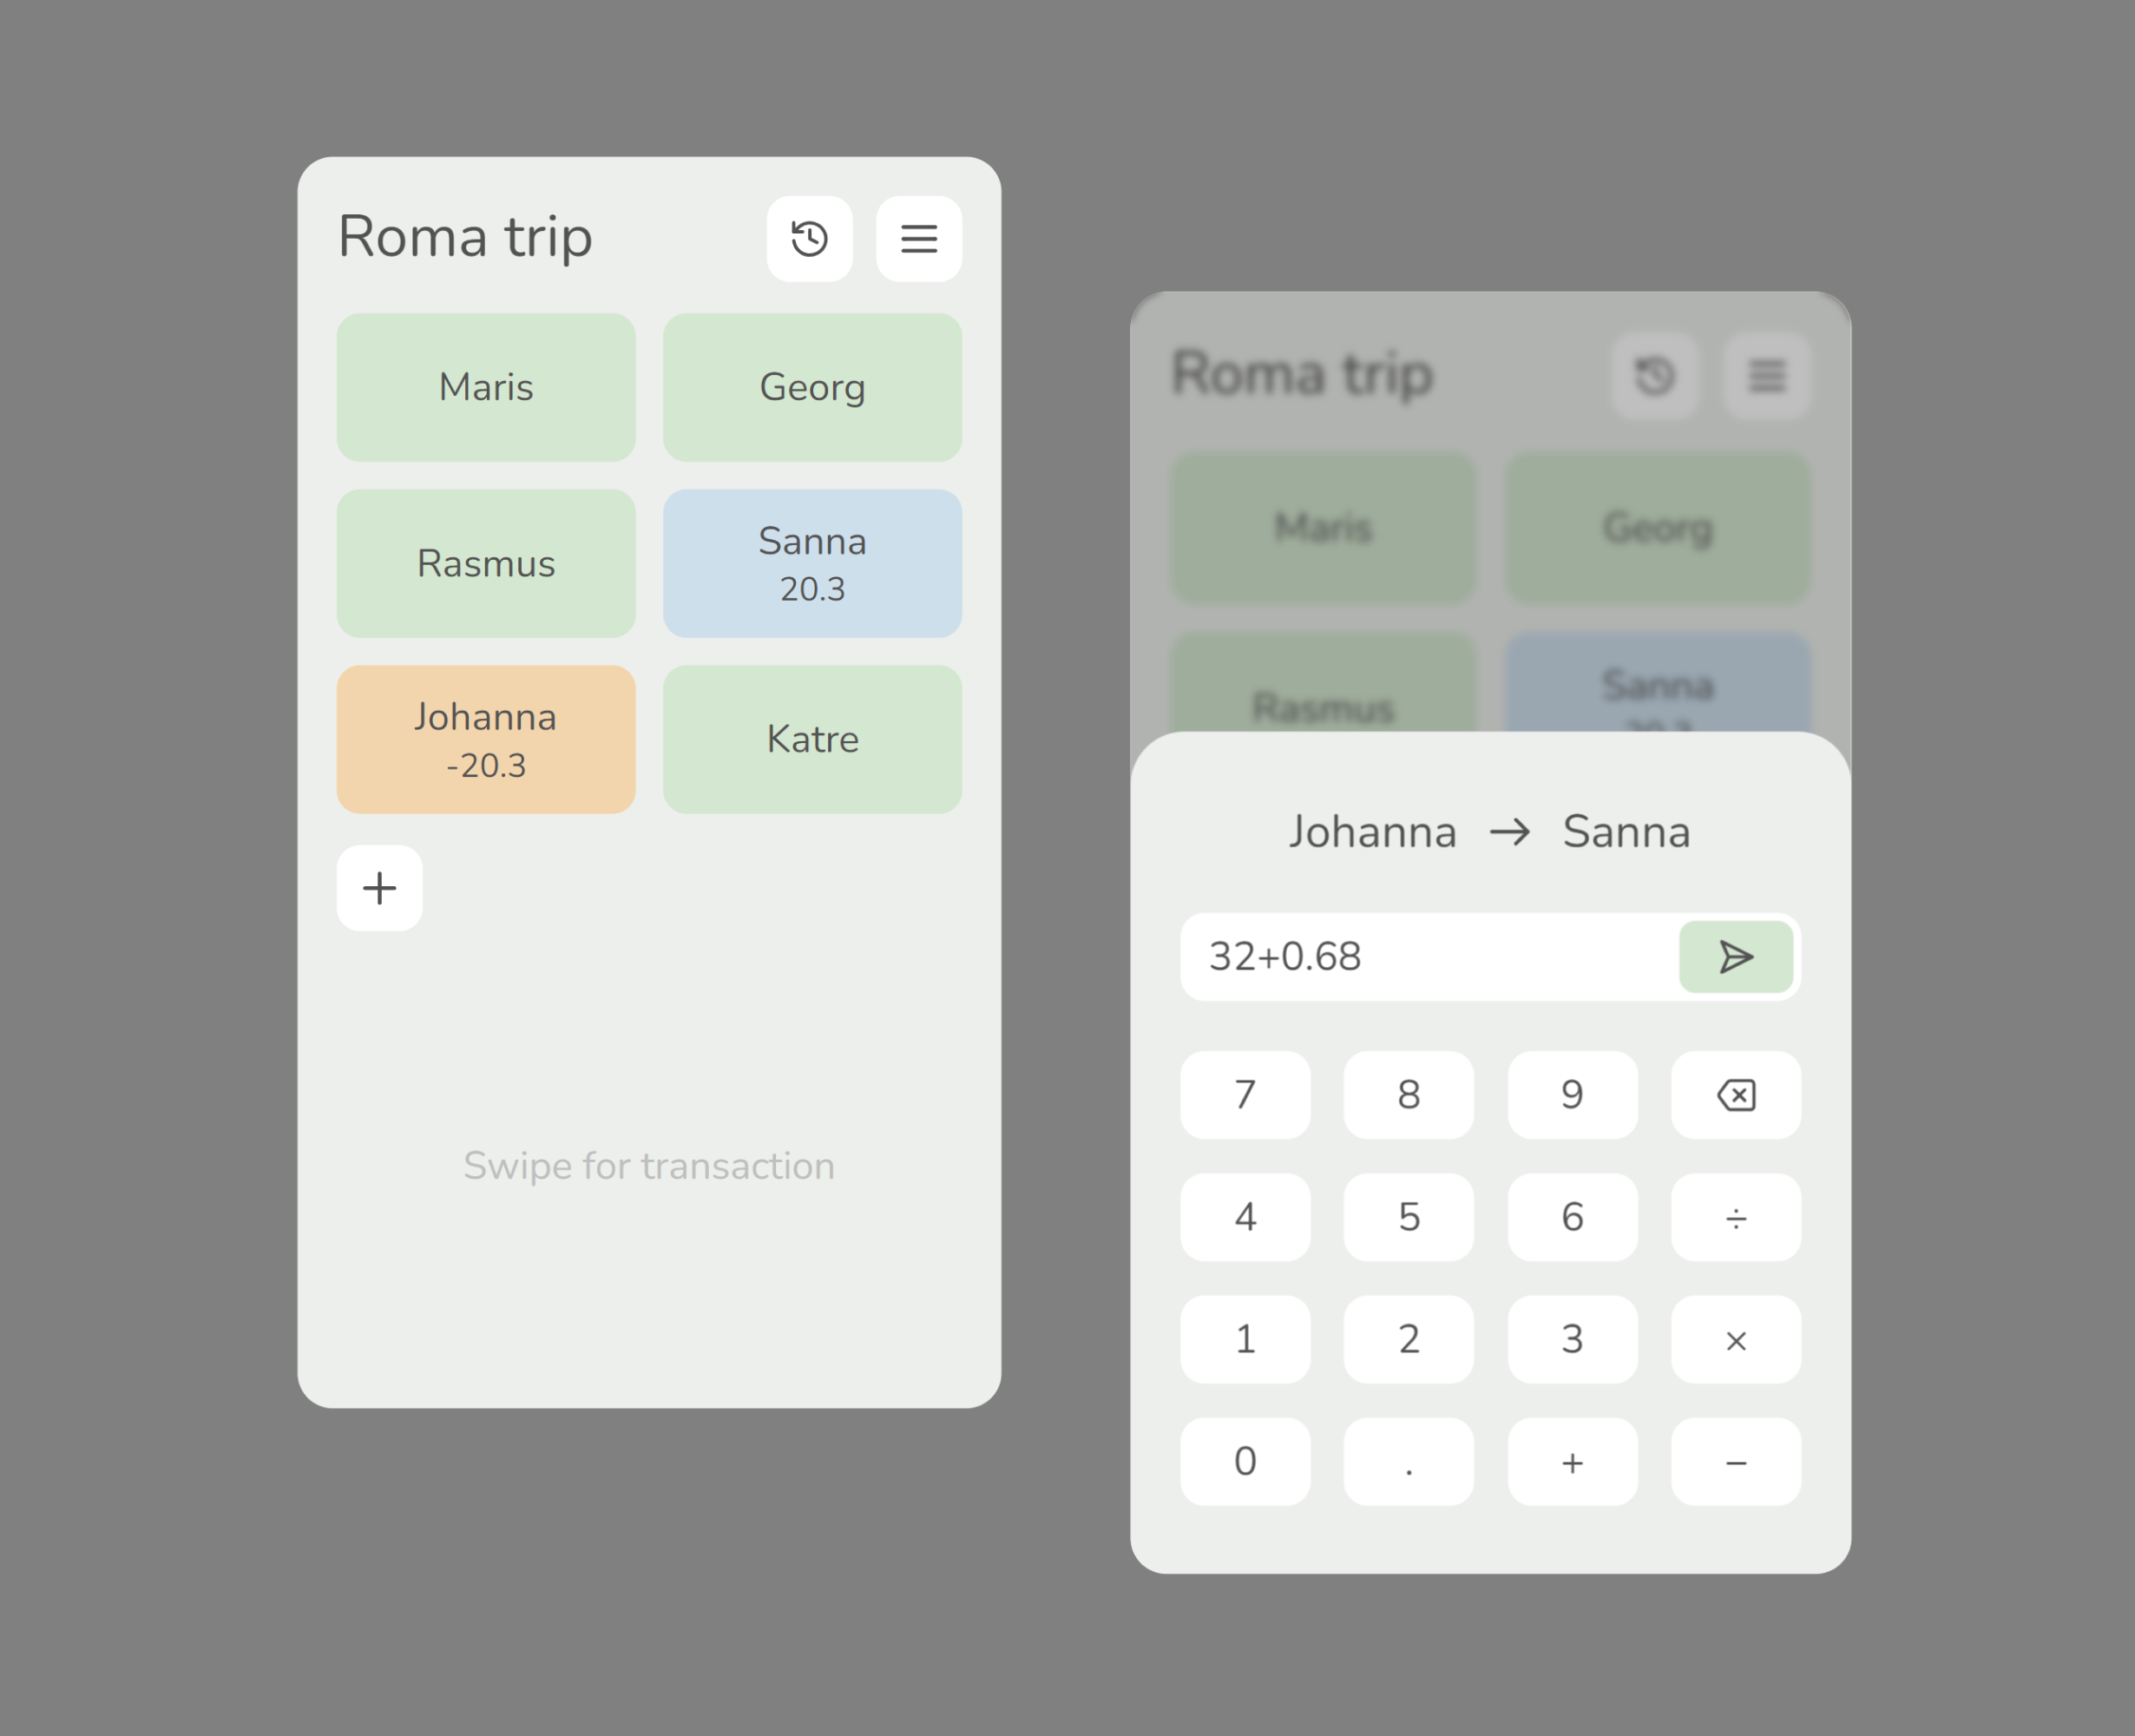 Roma trip
Maris
Georg
Rasmus
Sanna
20.3
Johanna
-20.3
Katre
+
Swipe for transaction
Roma trip
Maris
Georg
Rasmus
Sanna
Johanna → Sanna
32+0.68
7 8 9
4 5 6 ÷
1 2 3 ×
0 . + −